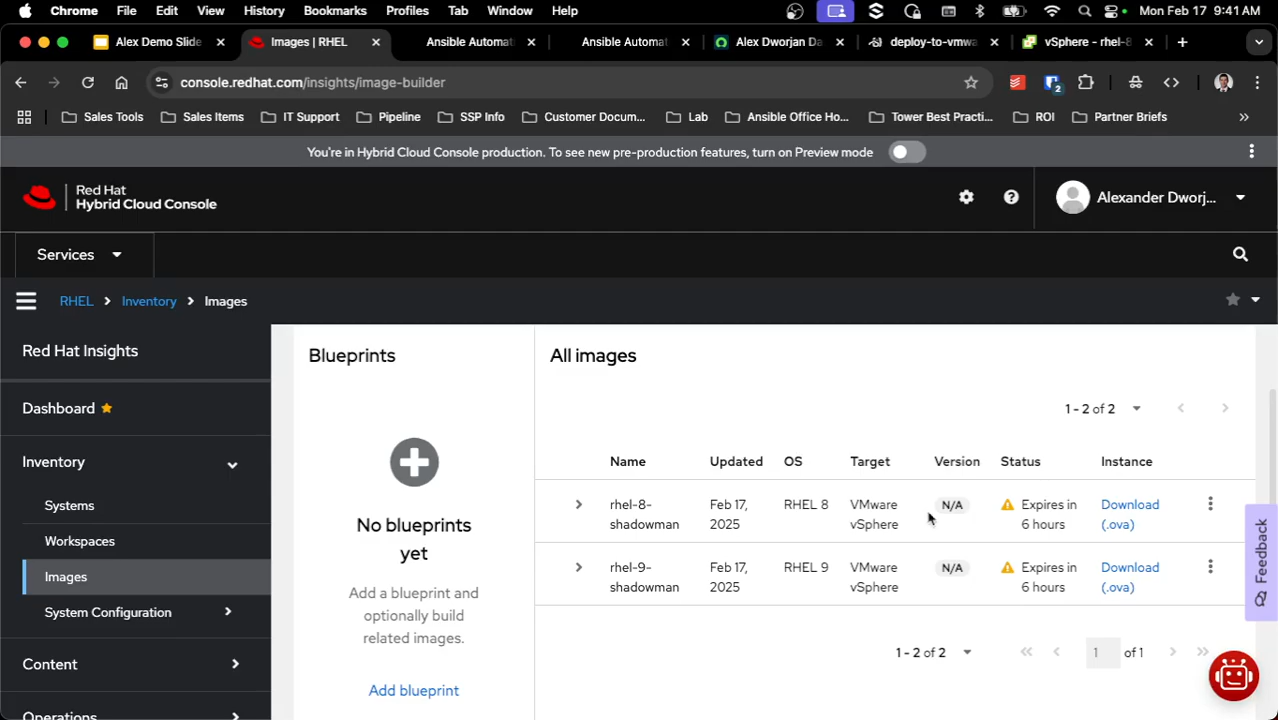 Chrome File Edit View History Bookmarks Profiles Tab Window Help Mon Feb 17 9:41 AM
Alex Demo Slide Images | RHEL Ansible Automat Ansible Automat Alex Dworjan Da deploy-to-vmwa vSphere - rhel-8
console.redhat.com/insights/image-builder 2
Sales Tools Sales Items IT Support Pipeline SSP Info Customer Docum... Lab Ansible Office Ho... Tower Best Practi... ROI Partner Briefs
You're in Hybrid Cloud Console production. To see new pre-production features, turn on Preview mode
Red Hat
Hybrid Cloud Console
Alexander Dworj...
Services
RHEL > Inventory > Images
Red Hat Insights
Dashboard
Inventory
Systems
Workspaces
Images
System Configuration
Content
Operations
Blueprints
No blueprints
yet
Add a blueprint and
optionally build
related images.
Add blueprint
All images
1 - 2 of 2
Name Updated OS Target Version Status Instance
rhel-8- Feb 17, RHEL 8 VMware N/A Expires in Download
shadowman 2025 vSphere 6 hours (.ova)
rhel-9- Feb 17, RHEL 9 VMware N/A Expires in Download
shadowman 2025 vSphere 6 hours (.ova)
1 - 2 of 2 1 of 1
Feedback